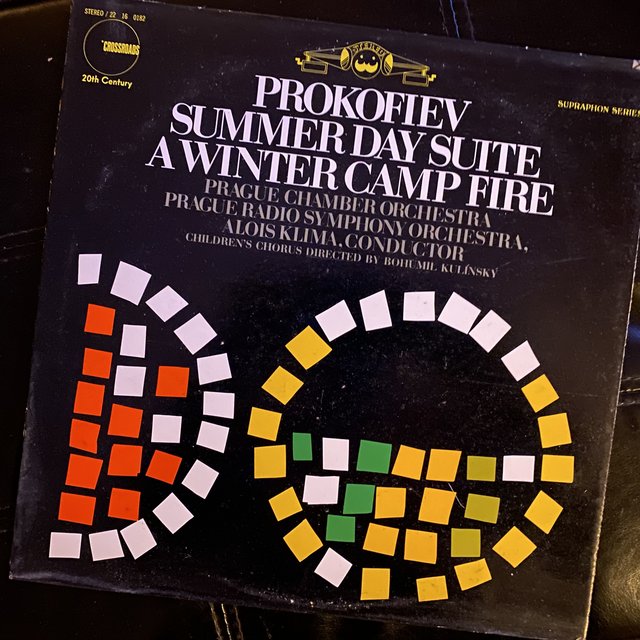 STEREO / 22 16 0182
CROSSROADS
20th Century
STEREO
SUPRAPHON SERIES
PROKOFIEV
SUMMER DAY SUITE
A WINTER CAMP FIRE
PRAGUE CHAMBER ORCHESTRA
PRAGUE RADIO SYMPHONY ORCHESTRA,
ALOIS KLIMA, CONDUCTOR
CHILDREN'S CHORUS DIRECTED BY BOHUMIL KULÍNSKÝ